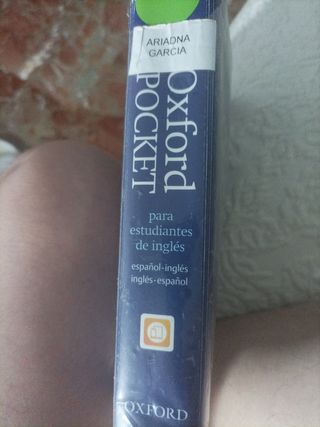 ARIADNA
GARCIA
Oxford
POCKET
para
estudiantes
de inglés
español-inglés
inglés-español
OXFORD